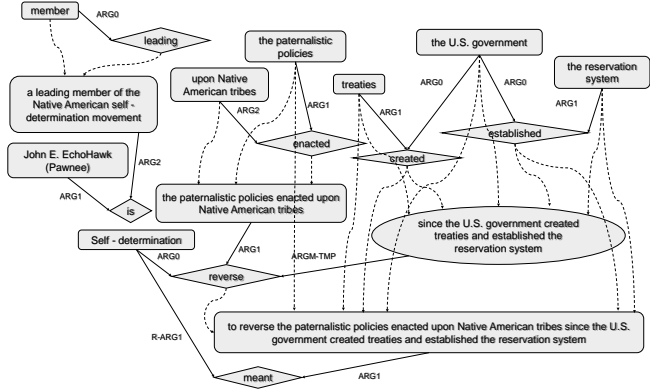 member
ARG0
leading
the paternalistic
policies
the U.S. government
the reservation
system
upon Native
American tribes
treaties
ARG0
ARG0
a leading member of the
Native American self -
determination movement
ARG2
ARG1
ARG1
ARG1
enacted
created
established
John E. EchoHawk
(Pawnee)
ARG2
ARG1
is
the paternalistic policies enacted upon
Native American tribes
since the U.S. government created
treaties and established the
reservation system
Self - determination
ARG0
ARG1
ARGM-TMP
reverse
to reverse the paternalistic policies enacted upon Native American tribes since the U.S.
government created treaties and established the reservation system
R-ARG1
meant
ARG1